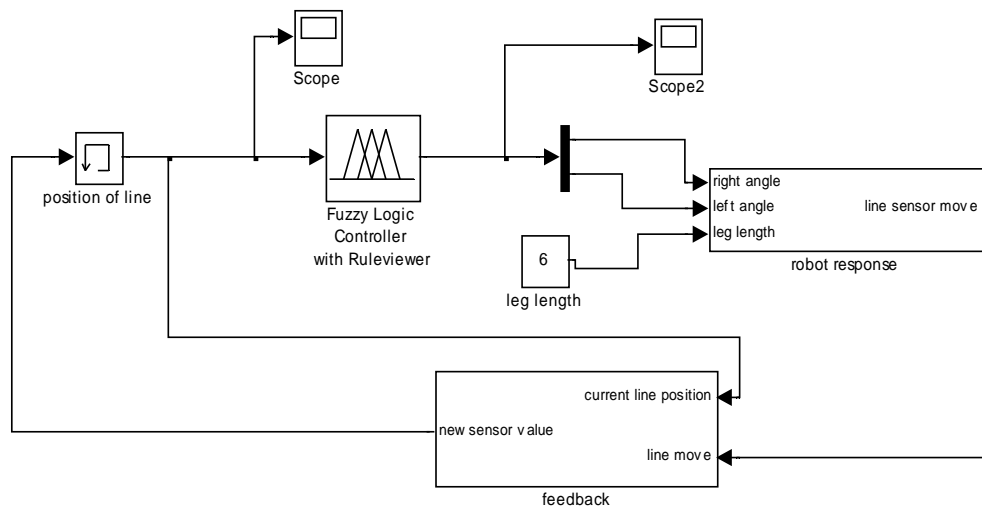 Scope
Scope2
position of line
Fuzzy Logic
Controller
with Ruleviewer
6
leg length
right angle
left angle
leg length
line sensor move
robot response
current line position
new sensor value
line move
feedback